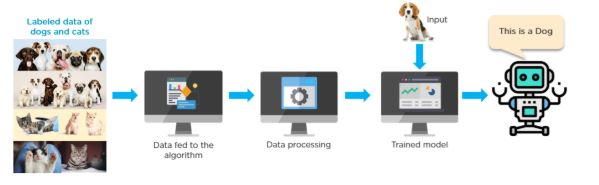 Labeled data of
dogs and cats
Input
This is a Dog
Data fed to the
algorithm
Data processing
Trained model